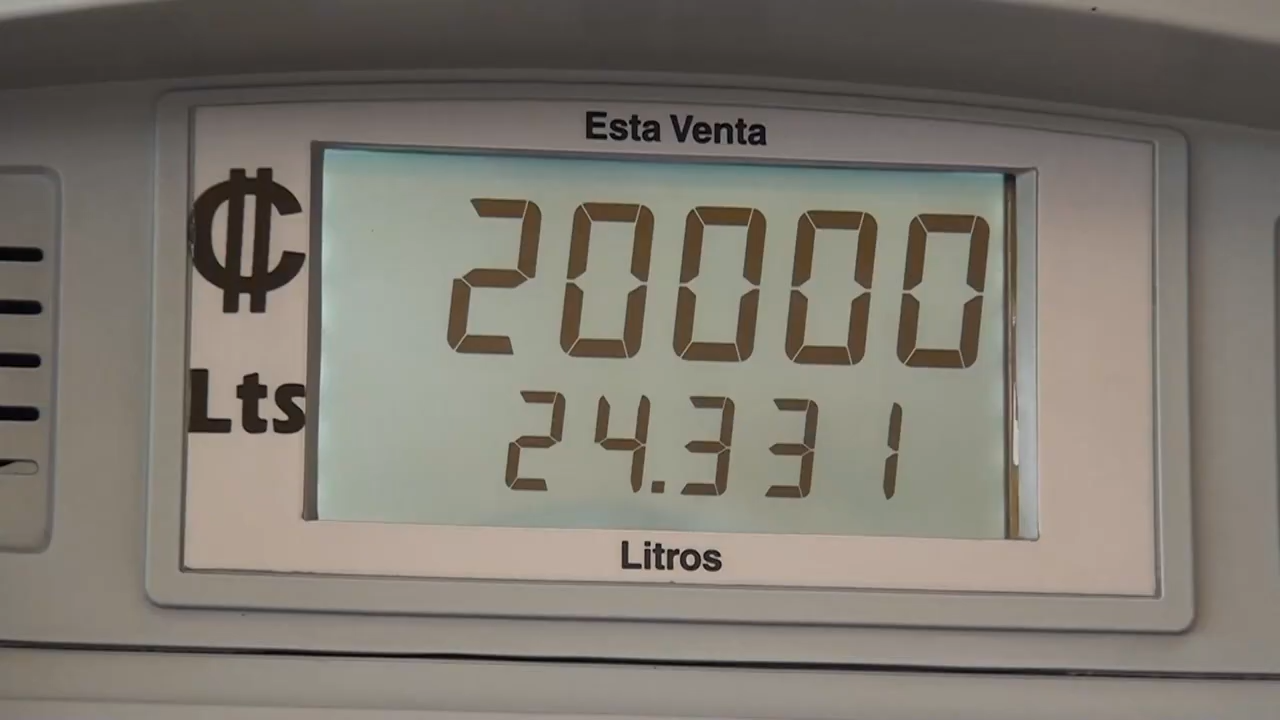 Esta Venta
₡ 20000
Lts 24.331
Litros